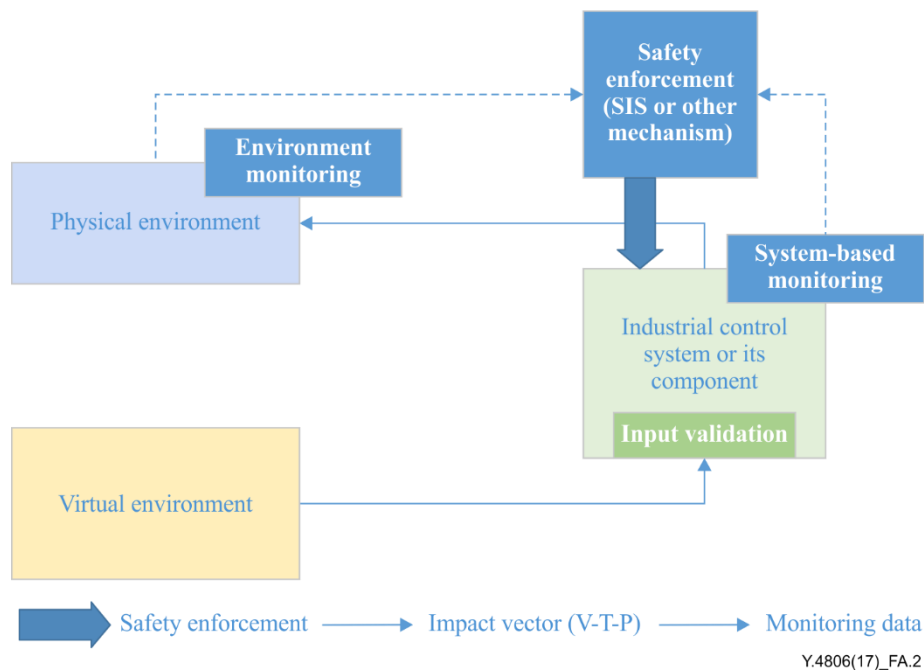 Safety
enforcement
(SIS or other
mechanism)
Environment
monitoring
Physical environment
System-based
monitoring
Industrial control
system or its
component
Input validation
Virtual environment
Safety enforcement
Impact vector (V-T-P)
Monitoring data
Y.4806(17)_FA.2